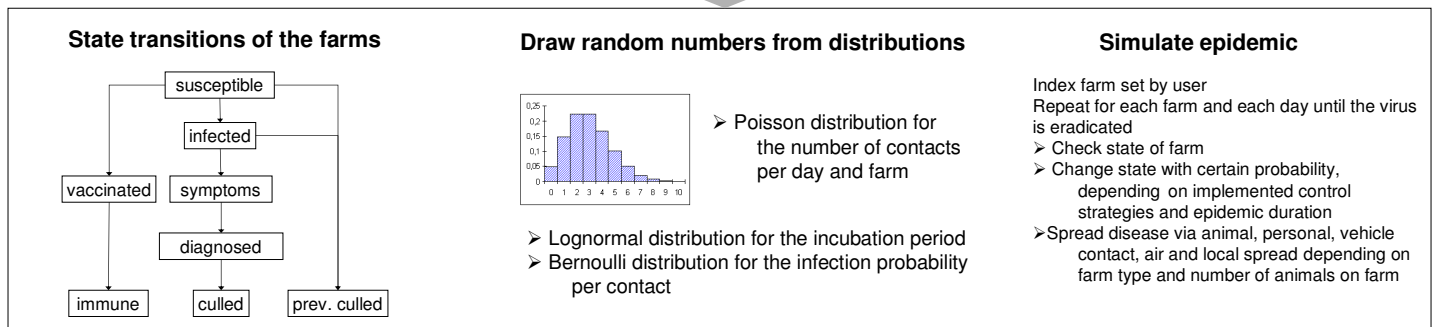 State transitions of the farms
susceptible
infected
vaccinated
symptoms
diagnosed
immune
culled
prev. culled
Draw random numbers from distributions
0,25
0,2
0,15
0,1
0,05
0
0 1 2 3 4 5 6 7 8 9 10
➢ Poisson distribution for
the number of contacts
per day and farm
➢ Lognormal distribution for the incubation period
➢ Bernoulli distribution for the infection probability
per contact
Simulate epidemic
Index farm set by user
Repeat for each farm and each day until the virus
is eradicated
➢ Check state of farm
➢ Change state with certain probability,
depending on implemented control
strategies and epidemic duration
➢Spread disease via animal, personal, vehicle
contact, air and local spread depending on
farm type and number of animals on farm